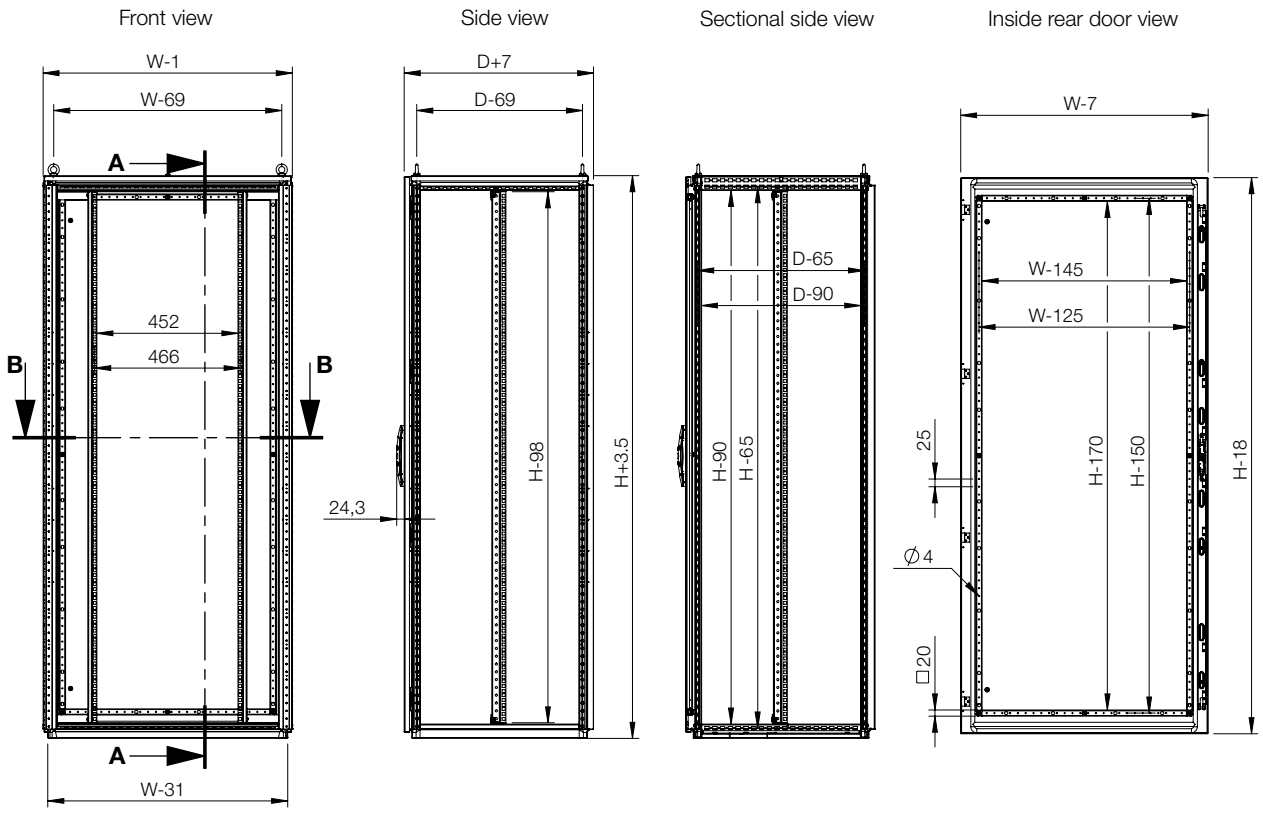 Front view
Side view
Sectional side view
Inside rear door view
W-1
D+7
W-69
D-69
W-7
A
D-65
W-145
D-90
452
W-125
466
B
B
25
H-98
H+3.5
H-90
H-65
H-170
H-150
H-18
24,3
Ø 4
□20
A
W-31